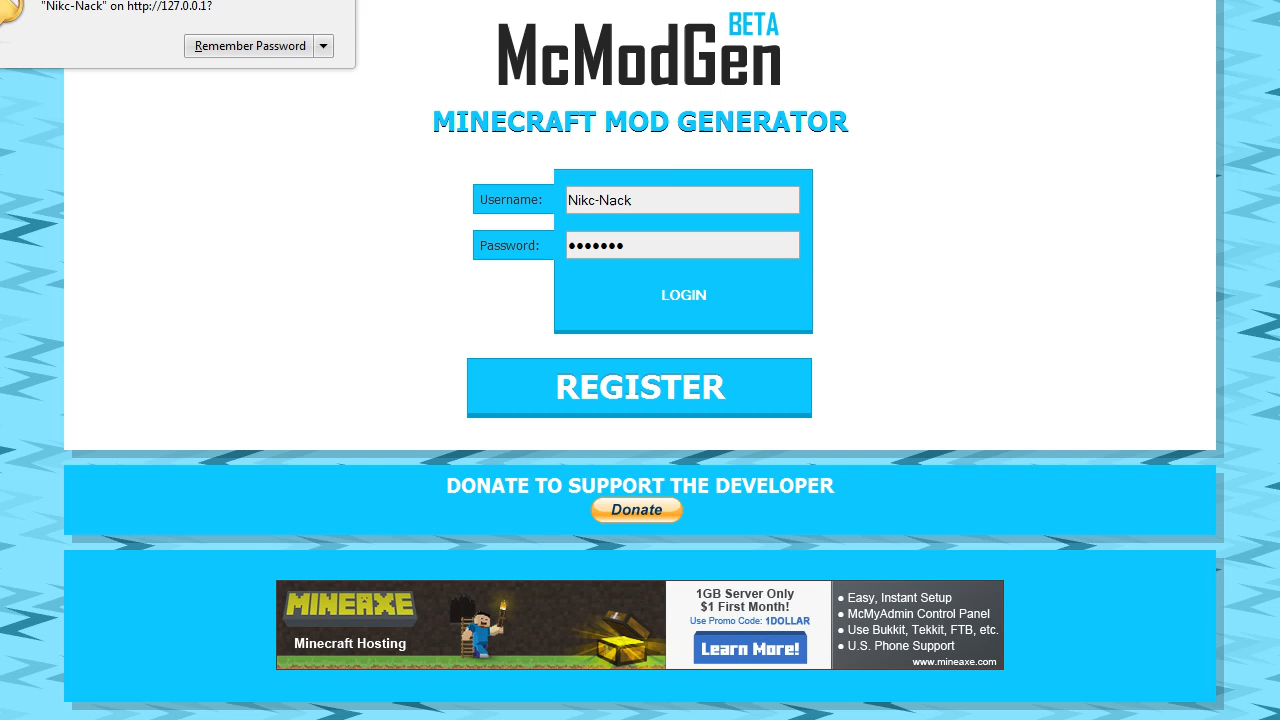 "Nikc-Nack" on http://127.0.0.1?
Remember Password
BETA
McModGen
MINECRAFT MOD GENERATOR
Username: Nikc-Nack
Password: •••••••
LOGIN
REGISTER
DONATE TO SUPPORT THE DEVELOPER
Donate
MINEAXE
Minecraft Hosting
1GB Server Only
$1 First Month!
Use Promo Code: 1DOLLAR
Learn More!
• Easy, Instant Setup
• McMyAdmin Control Panel
• Use Bukkit, Tekkit, FTB, etc.
• U.S. Phone Support
www.mineaxe.com